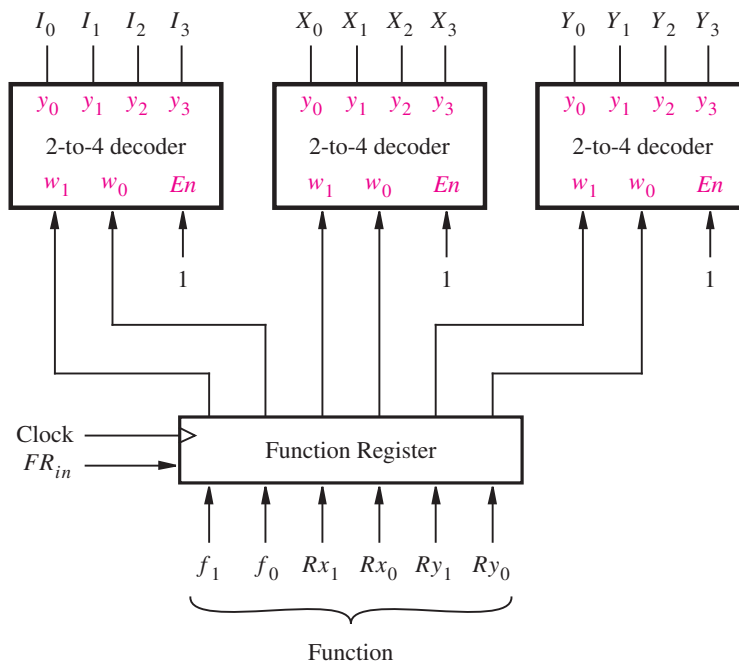 I0 I1 I2 I3 X0 X1 X2 X3 Y0 Y1 Y2 Y3
y0 y1 y2 y3 y0 y1 y2 y3 y0 y1 y2 y3
2-to-4 decoder 2-to-4 decoder 2-to-4 decoder
w1 w0 En w1 w0 En w1 w0 En
1 1 1
Clock
FRin
Function Register
f1 f0 Rx1 Rx0 Ry1 Ry0
Function